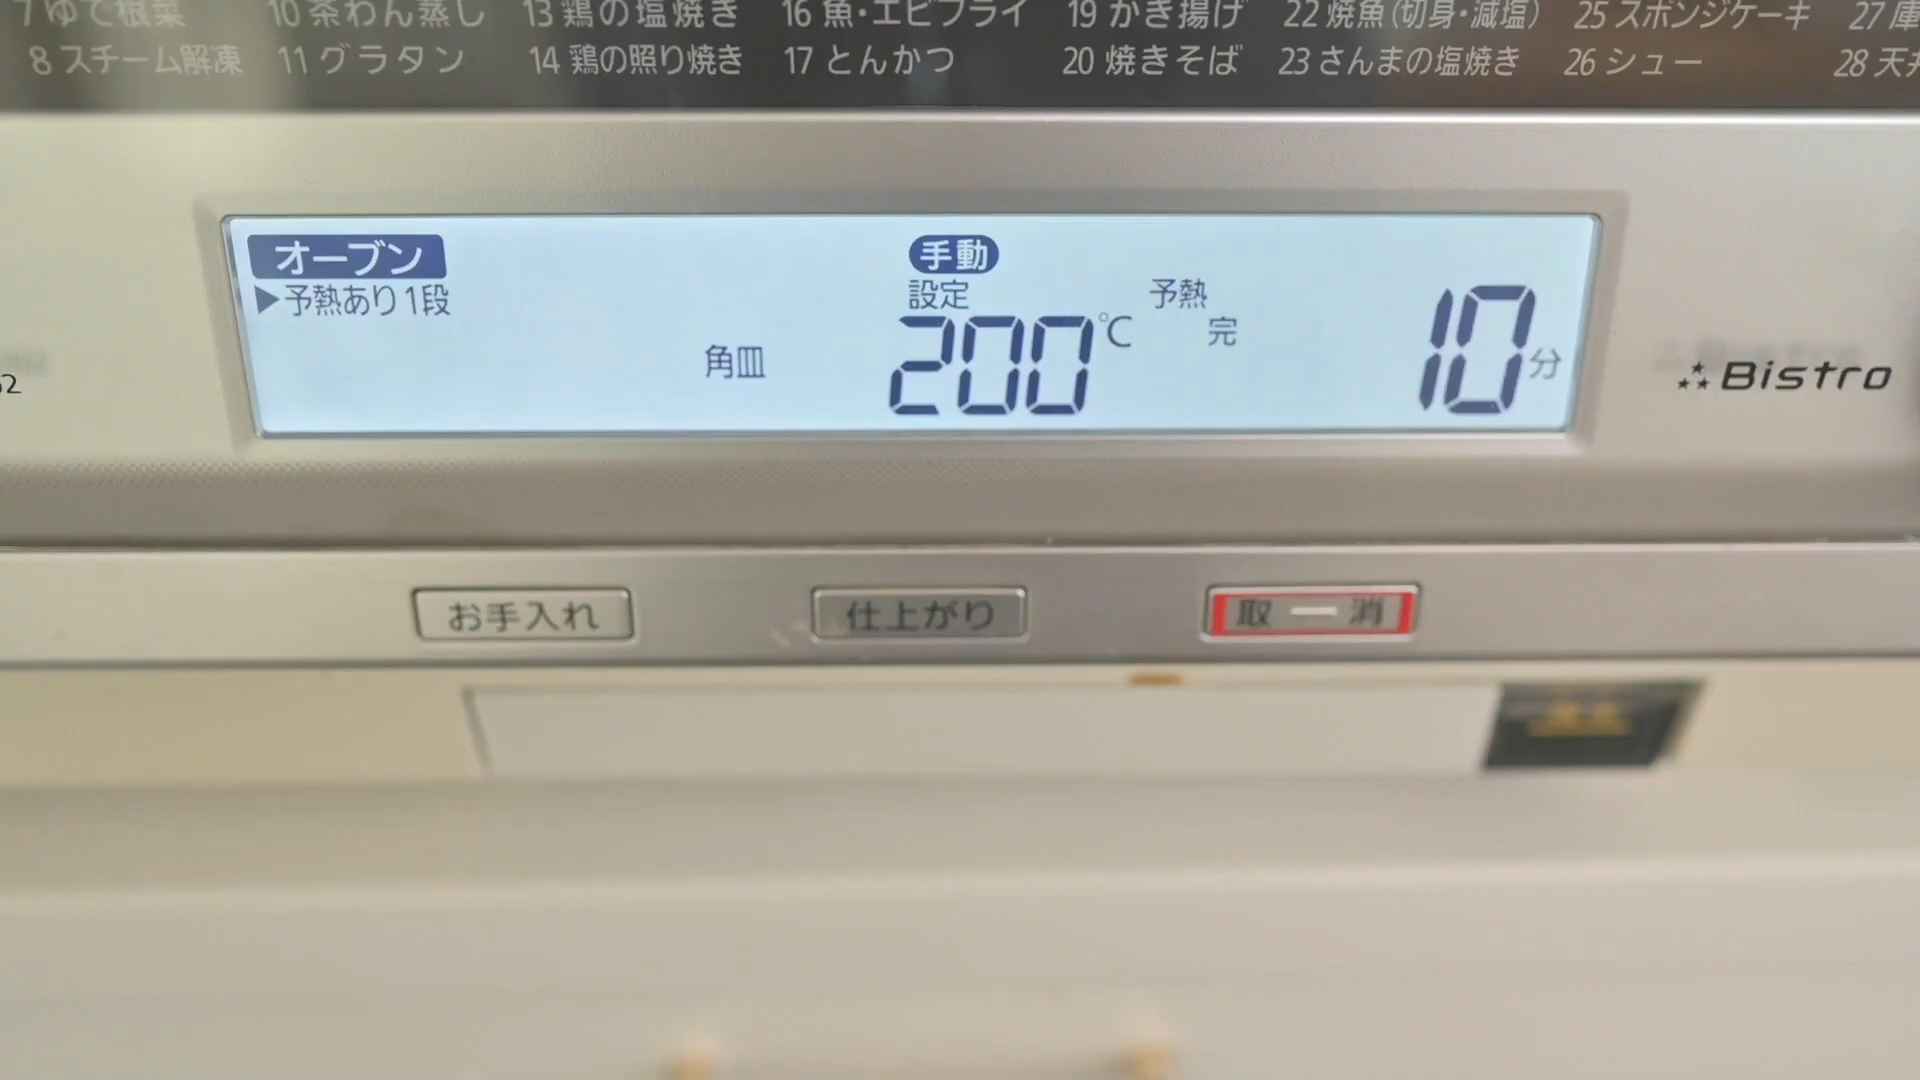 7 ゆで根菜 10 茶わん蒸し 13 鶏の塩焼き 16 魚・エビフライ 19 かき揚げ 22 焼魚(切身・減塩) 25 スポンジケーキ 27 庫
8 スチーム解凍 11 グラタン 14 鶏の照り焼き 17 とんかつ 20 焼きそば 23 さんまの塩焼き 26 シュー 28 天井
オーブン 手動
▶予熱あり1段 設定 予熱
完
角皿 200℃ 10分
Bistro
お手入れ 仕上がり 取 ー 消